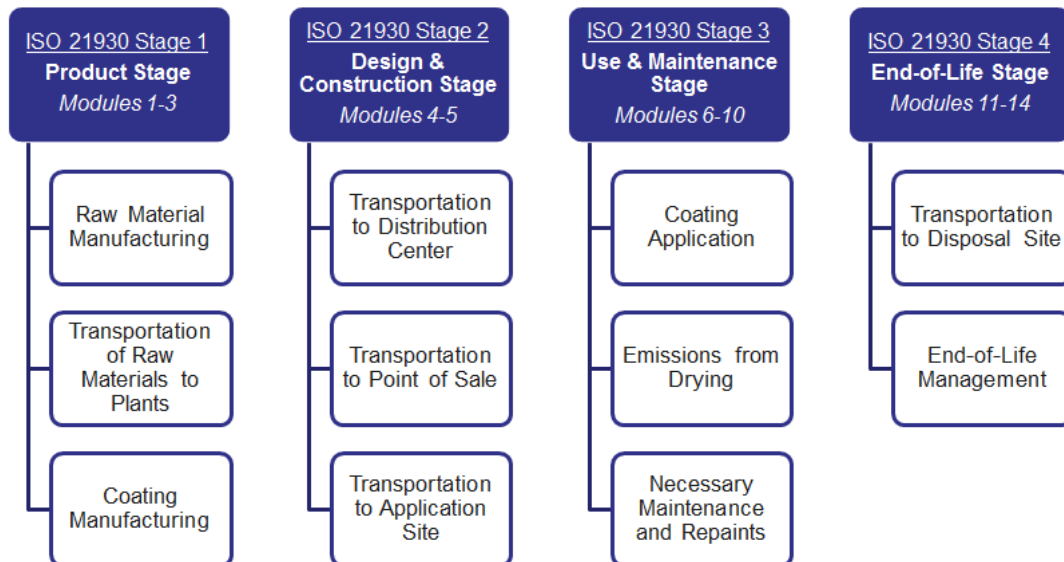 ISO 21930 Stage 1
Product Stage
Modules 1-3
Raw Material
Manufacturing
Transportation
of Raw
Materials to
Plants
Coating
Manufacturing
ISO 21930 Stage 2
Design &
Construction Stage
Modules 4-5
Transportation
to Distribution
Center
Transportation
to Point of Sale
Transportation
to Application
Site
ISO 21930 Stage 3
Use & Maintenance
Stage
Modules 6-10
Coating
Application
Emissions from
Drying
Necessary
Maintenance
and Repaints
ISO 21930 Stage 4
End-of-Life Stage
Modules 11-14
Transportation
to Disposal Site
End-of-Life
Management